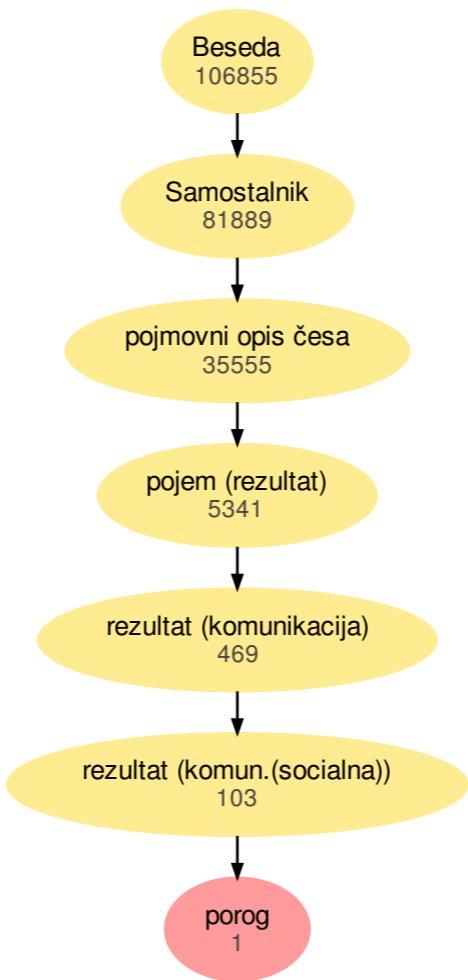 Beseda
106855
Samostalnik
81889
pojmovni opis česa
35555
pojem (rezultat)
5341
rezultat (komunikacija)
469
rezultat (komun.(socialna))
103
porog
1